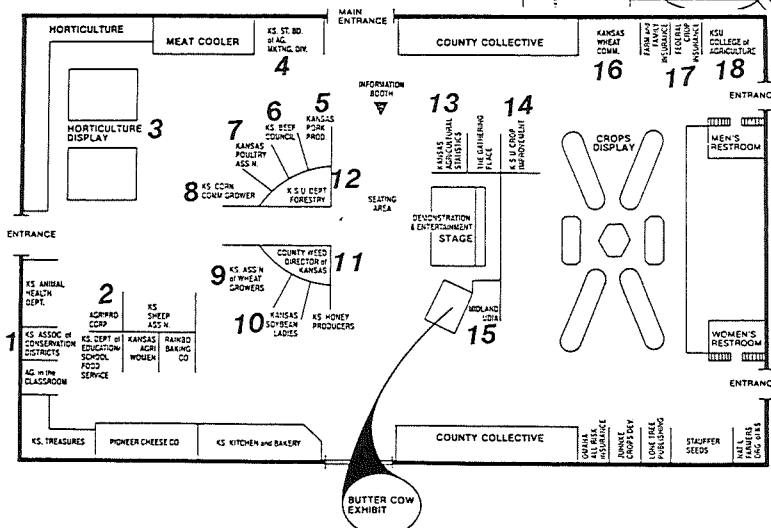 MAIN
ENTRANCE
HORTICULTURE
MEAT COOLER
KS. ST. BD.
of AG.
MKTNG. DIV.
4
COUNTY COLLECTIVE
KANSAS
WHEAT
COMM.
16
FARM and
FAMILY
INSURANCE
FEDERAL
CROP
INSURANCE
17
KSU
COLLEGE of
AGRICULTURE
18
INFORMATION
BOOTH
ENTRANC
HORTICULTURE
DISPLAY
3
5
KANSAS
PORK
PROD.
6
KS. BEEF
COUNCIL
7
KANSAS
POULTRY
ASS N.
8
KS. CORN
COMM GROWER
12
K S U DEPT
FORESTRY
13
KANSAS
AGRICULTURAL
STATISTICS
THE GATHERING
PLACE
14
K S U CROP
IMPROVEMENT
CROPS
DISPLAY
MEN'S
RESTROOM
SEATING
AREA
DEMONSTRATION
& ENTERTAINMENT
STAGE
ENTRANCE
9
KS. ASS N
of WHEAT
GROWERS
COUNTY WEED
DIRECTOR of
KANSAS
11
10
KANSAS
SOYBEAN
LADIES
KS HONEY
PRODUCERS
MIDLAND
15
KS. ANIMAL
HEALTH
DEPT.
2
CORP
KS
SHEEP
ASS N.
1
KS ASSOC of
CONSERVATION
DISTRICTS
KS. DEPT of
EDUCATION/
SCHOOL
FOOD
SERVICE
KANSAS
AGRI
WOMEN
RAINBO
BAKING
CO
AG. in the
CLASSROOM
WOMEN'S
RESTROOM
ENTRANC
KS. TREASURES
PIONEER CHEESE CO
KS KITCHEN and BAKERY
COUNTY COLLECTIVE
OMAHA
ALL RISK
INSURANCE
CROPS DEV.
LONE TREE
PUBLISHING
STAUFFER
SEEDS
NAT'L
FARMERS
ORG. of KS
BUTTER COW
EXHIBIT